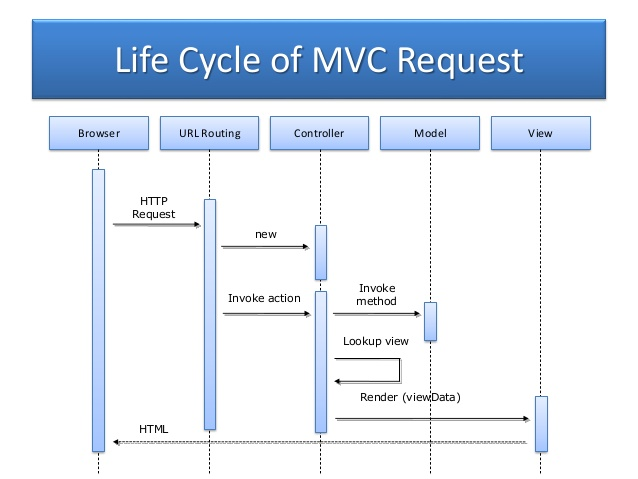 Life Cycle of MVC Request
Browser
URL Routing
Controller
Model
View
HTTP
Request
new
Invoke action
Invoke
method
Lookup view
Render (viewData)
HTML